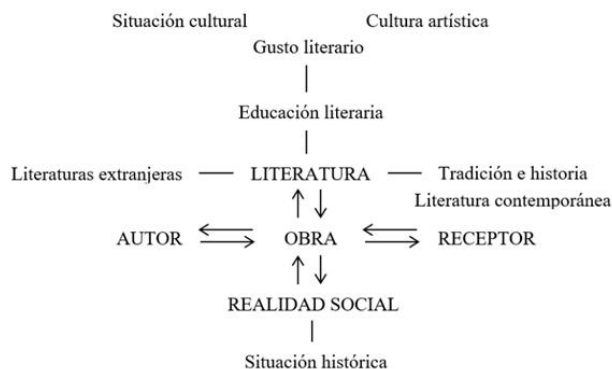 Situación cultural Cultura artística
Gusto literario
Educación literaria
Literaturas extranjeras LITERATURA Tradición e historia
Literatura contemporánea
AUTOR OBRA RECEPTOR
REALIDAD SOCIAL
Situación histórica